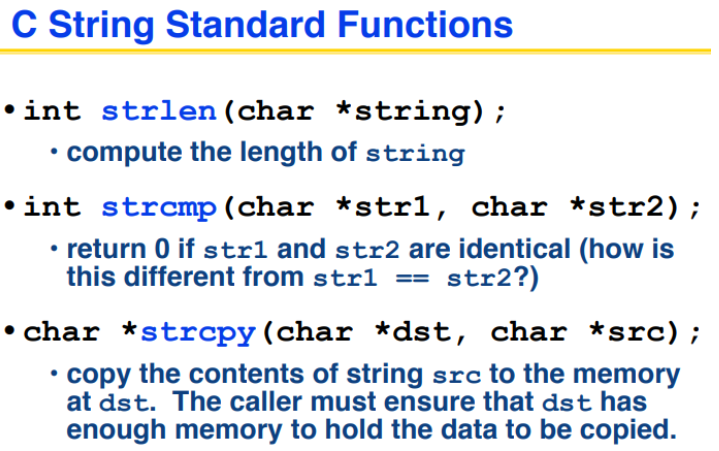 C String Standard Functions
• int strlen(char *string);
• compute the length of string
• int strcmp(char *str1, char *str2);
• return 0 if str1 and str2 are identical (how is
this different from str1 == str2?)
• char *strcpy(char *dst, char *src);
• copy the contents of string src to the memory
at dst. The caller must ensure that dst has
enough memory to hold the data to be copied.